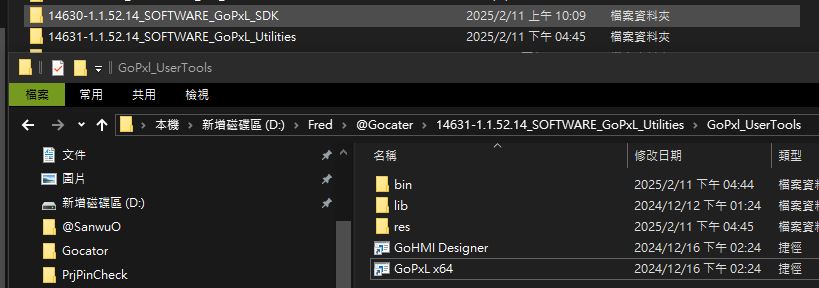 14630-1.1.52.14_SOFTWARE_GoPxL_SDK 2025/2/11 上午 10:09 檔案資料夾
14631-1.1.52.14_SOFTWARE_GoPxL_Utilities 2025/2/11 下午 04:45 檔案資料夾
GoPxl_UserTools
檔案 常用 共用 檢視
本機 › 新增磁碟區 (D:) › Fred › @Gocater › 14631-1.1.52.14_SOFTWARE_GoPxL_Utilities › GoPxl_UserTools
名稱 修改日期 類型
文件
圖片
新增磁碟區 (D:)
@SanwuO
Gocator
PrjPinCheck
bin 2025/2/11 下午 04:44 檔案資料夾
lib 2024/12/12 下午 01:24 檔案資料夾
res 2025/2/11 下午 04:45 檔案資料夾
GoHMI Designer 2024/12/16 下午 02:24 捷徑
GoPxL x64 2024/12/16 下午 02:24 捷徑